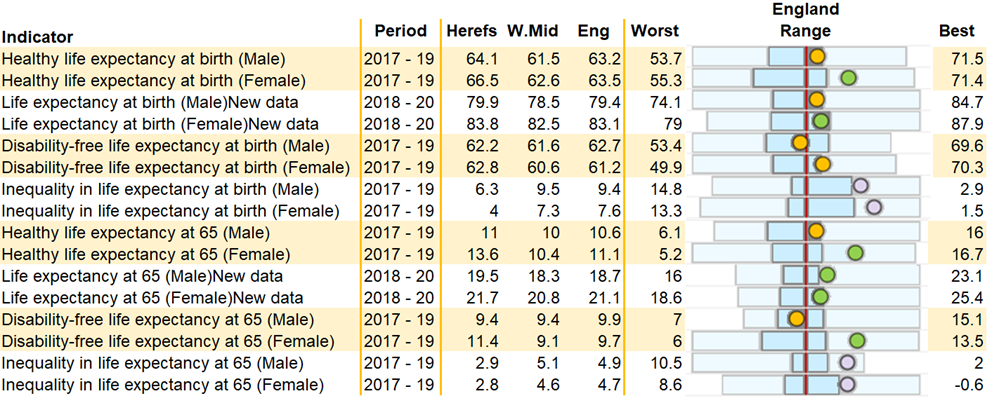 England
Indicator Period Herefs W.Mid Eng Worst Range Best
Healthy life expectancy at birth (Male) 2017 - 19 64.1 61.5 63.2 53.7 71.5
Healthy life expectancy at birth (Female) 2017 - 19 66.5 62.6 63.5 55.3 71.4
Life expectancy at birth (Male)New data 2018 - 20 79.9 78.5 79.4 74.1 84.7
Life expectancy at birth (Female)New data 2018 - 20 83.8 82.5 83.1 79 87.9
Disability-free life expectancy at birth (Male) 2017 - 19 62.2 61.6 62.7 53.4 69.6
Disability-free life expectancy at birth (Female) 2017 - 19 62.8 60.6 61.2 49.9 70.3
Inequality in life expectancy at birth (Male) 2017 - 19 6.3 9.5 9.4 14.8 2.9
Inequality in life expectancy at birth (Female) 2017 - 19 4 7.3 7.6 13.3 1.5
Healthy life expectancy at 65 (Male) 2017 - 19 11 10 10.6 6.1 16
Healthy life expectancy at 65 (Female) 2017 - 19 13.6 10.4 11.1 5.2 16.7
Life expectancy at 65 (Male)New data 2018 - 20 19.5 18.3 18.7 16 23.1
Life expectancy at 65 (Female)New data 2018 - 20 21.7 20.8 21.1 18.6 25.4
Disability-free life expectancy at 65 (Male) 2017 - 19 9.4 9.4 9.9 7 15.1
Disability-free life expectancy at 65 (Female) 2017 - 19 11.4 9.1 9.7 6 13.5
Inequality in life expectancy at 65 (Male) 2017 - 19 2.9 5.1 4.9 10.5 2
Inequality in life expectancy at 65 (Female) 2017 - 19 2.8 4.6 4.7 8.6 -0.6